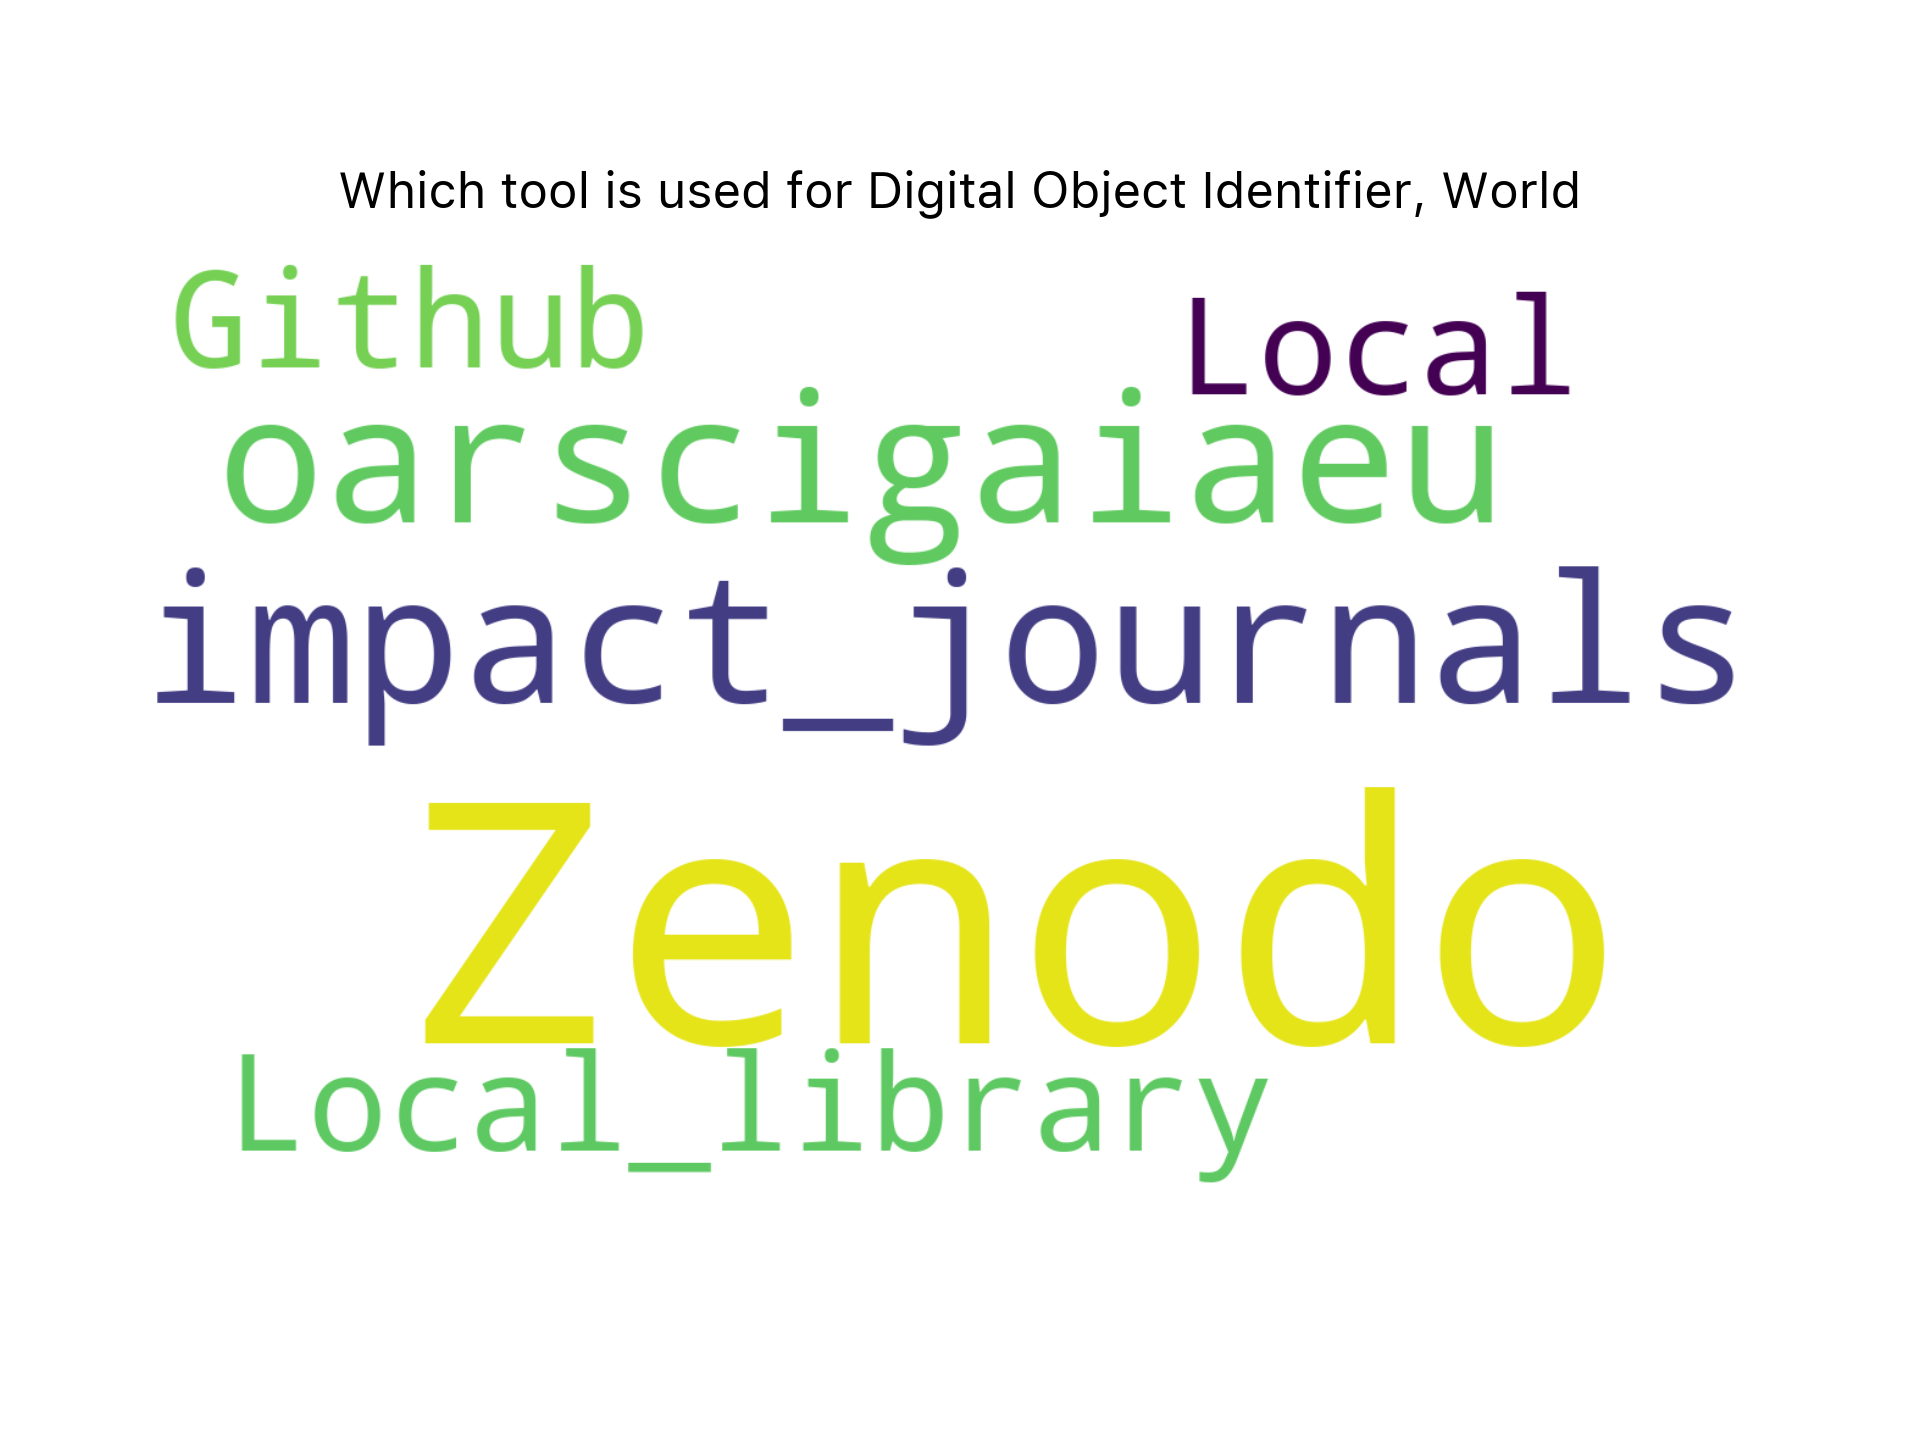 Which tool is used for Digital Object Identifier, World
Github
Local
oarscigaiaeu
impact_journals
Zenodo
Local_library